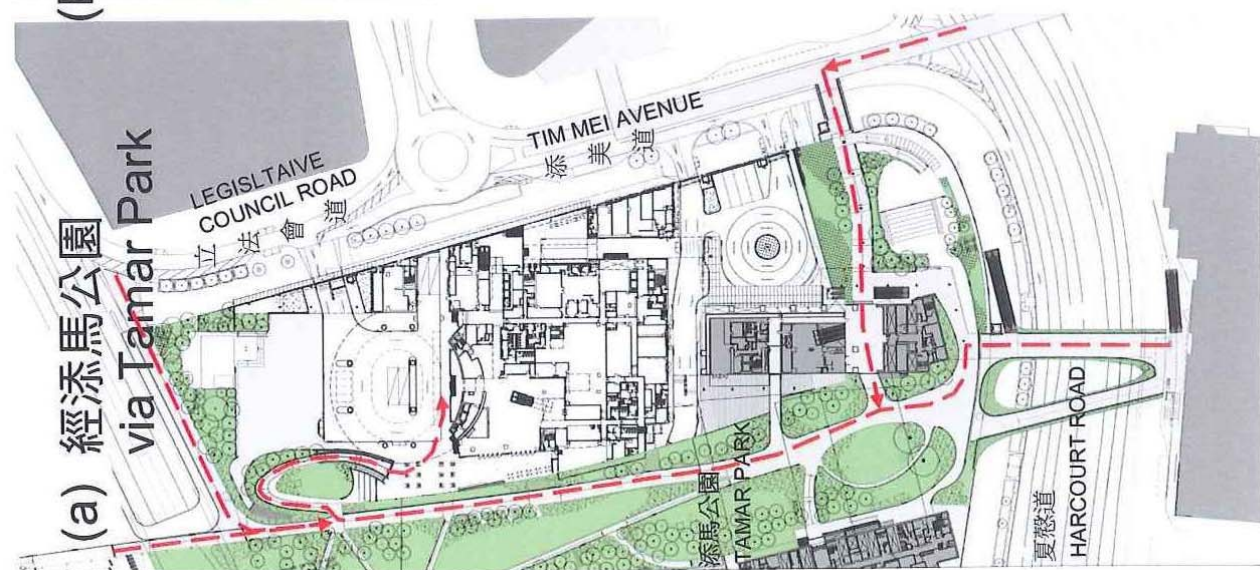 (a) 經添馬公園
via Tamar Park
LEGISLTAIVE
COUNCIL ROAD
立法會道
TIM MEI AVENUE
添美道
添馬公園
TAMAR PARK
夏慤道
HARCOURT ROAD